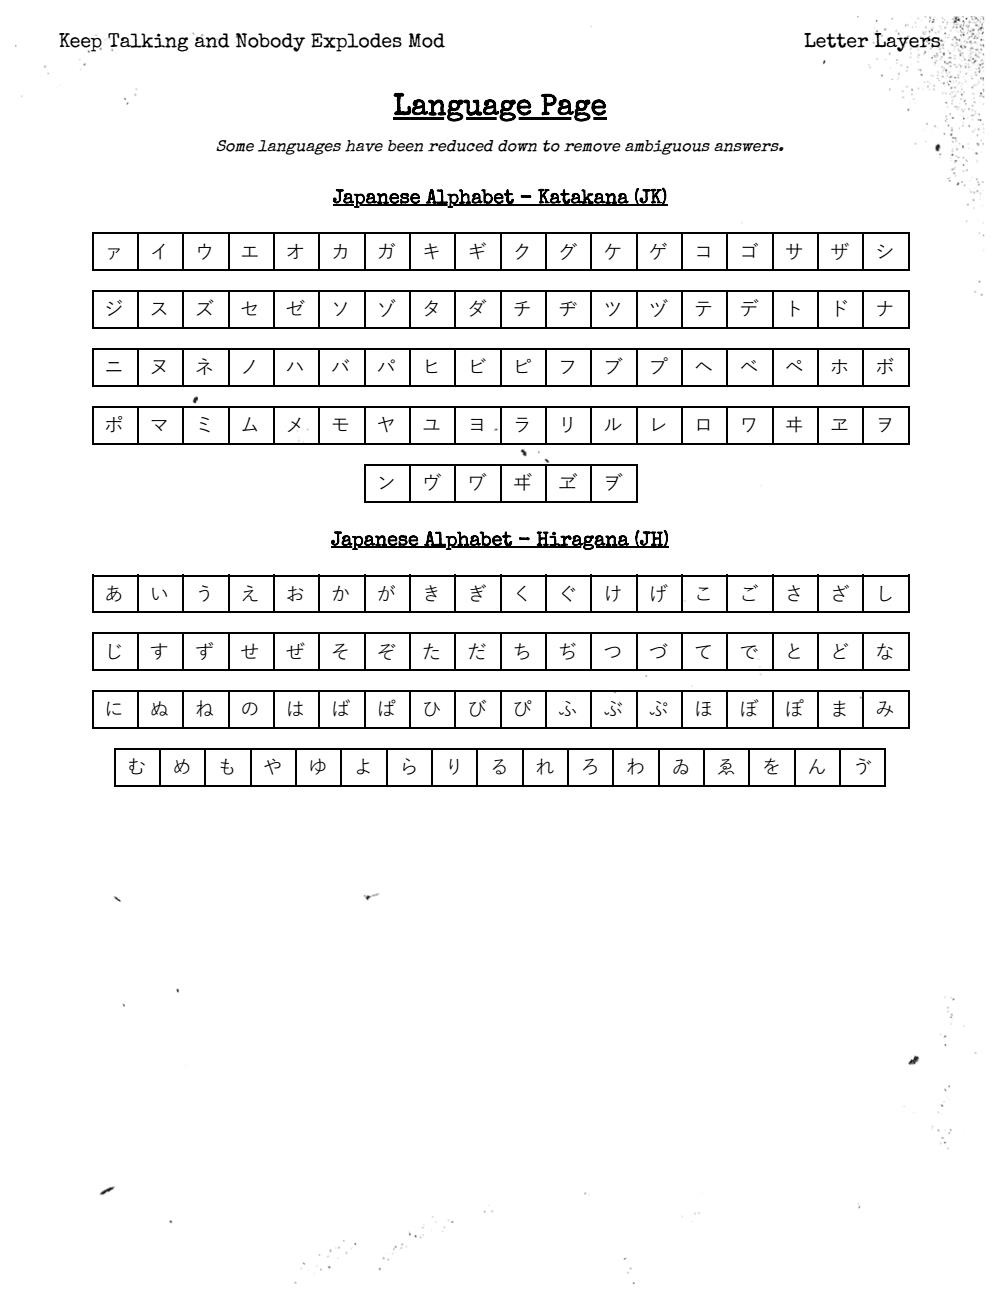 Keep Talking and Nobody Explodes Mod Letter Layers
Language Page
Some languages have been reduced down to remove ambiguous answers.
Japanese Alphabet - Katakana (JK)
ァ イ ウ エ オ カ ガ キ ギ ク グ ケ ゲ コ ゴ サ ザ シ
ジ ス ズ セ ゼ ソ ゾ タ ダ チ ヂ ツ ヅ テ デ ト ド ナ
ニ ヌ ネ ノ ハ バ パ ヒ ビ ピ フ ブ プ ヘ ベ ペ ホ ボ
ポ マ ミ ム メ モ ヤ ユ ヨ ラ リ ル レ ロ ワ ヰ ヱ ヲ
ン ヴ ヷ ヸ ヹ ヺ
Japanese Alphabet - Hiragana (JH)
あ い う え お か が き ぎ く ぐ け げ こ ご さ ざ し
じ す ず せ ぜ そ ぞ た だ ち ぢ つ づ て で と ど な
に ぬ ね の は ば ぱ ひ び ぴ ふ ぶ ぷ ほ ぼ ぽ ま み
む め も や ゆ よ ら り る れ ろ わ ゐ ゑ を ん ゔ